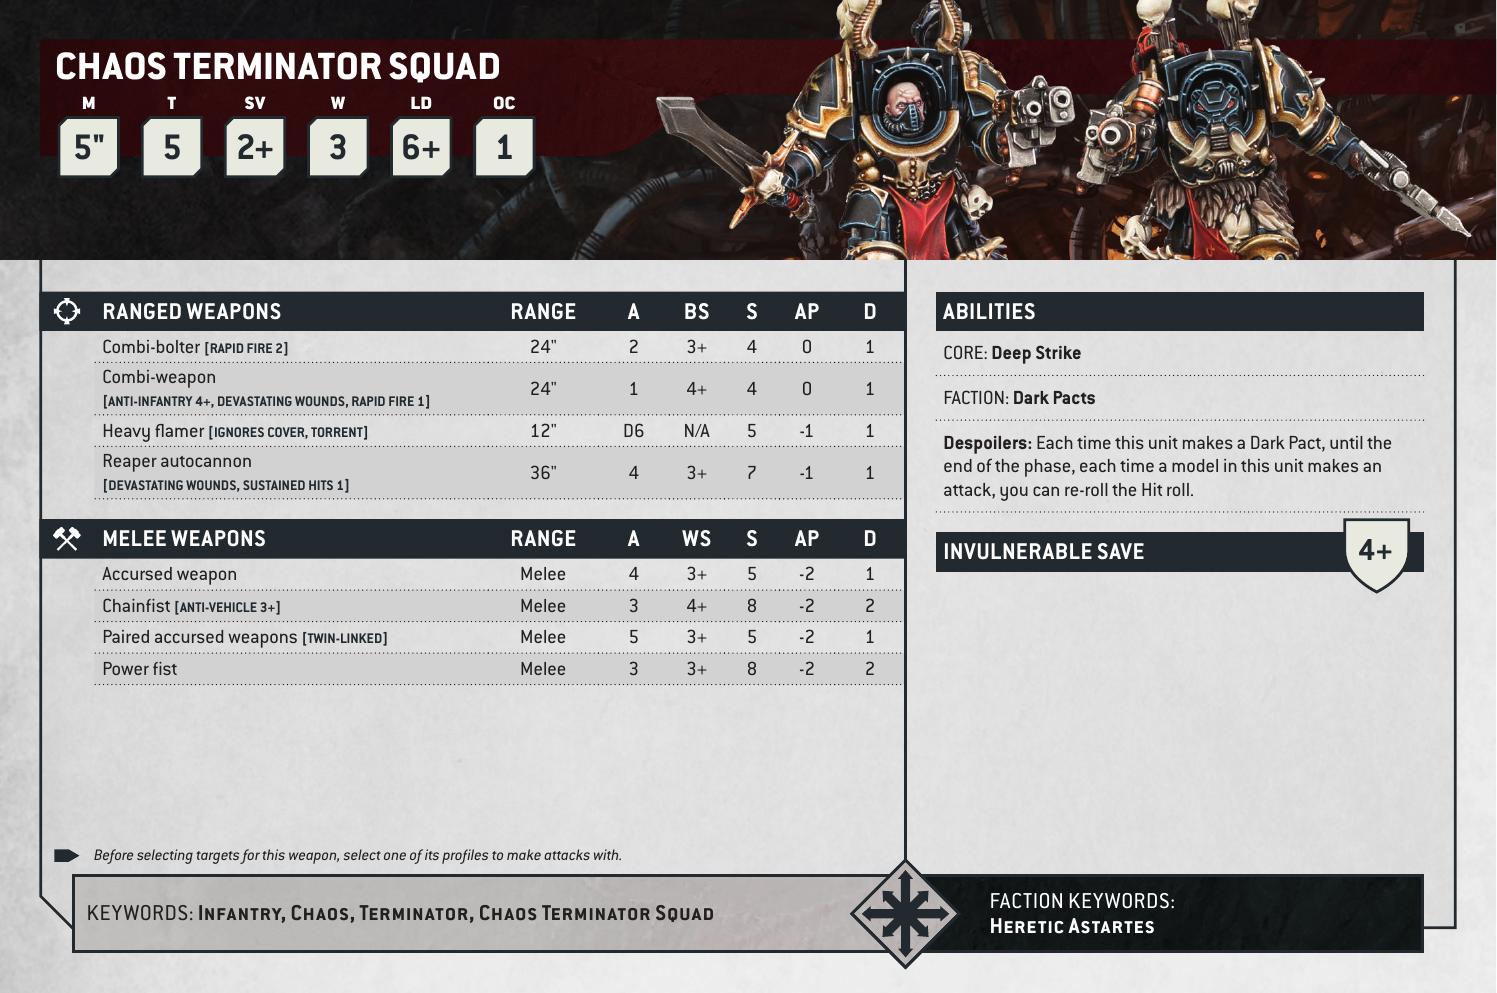 CHAOS TERMINATOR SQUAD
M T SV W LD OC
5" 5 2+ 3 6+ 1
RANGED WEAPONS RANGE A BS S AP D
Combi-bolter [RAPID FIRE 2] 24" 2 3+ 4 0 1
Combi-weapon
[ANTI-INFANTRY 4+, DEVASTATING WOUNDS, RAPID FIRE 1] 24" 1 4+ 4 0 1
Heavy flamer [IGNORES COVER, TORRENT] 12" D6 N/A 5 -1 1
Reaper autocannon
[DEVASTATING WOUNDS, SUSTAINED HITS 1] 36" 4 3+ 7 -1 1
MELEE WEAPONS RANGE A WS S AP D
Accursed weapon Melee 4 3+ 5 -2 1
Chainfist [ANTI-VEHICLE 3+] Melee 3 4+ 8 -2 2
Paired accursed weapons [TWIN-LINKED] Melee 5 3+ 5 -2 1
Power fist Melee 3 3+ 8 -2 2
Before selecting targets for this weapon, select one of its profiles to make attacks with.
ABILITIES
CORE: Deep Strike
FACTION: Dark Pacts
Despoilers: Each time this unit makes a Dark Pact, until the
end of the phase, each time a model in this unit makes an
attack, you can re-roll the Hit roll.
INVULNERABLE SAVE 4+
KEYWORDS: INFANTRY, CHAOS, TERMINATOR, CHAOS TERMINATOR SQUAD
FACTION KEYWORDS:
HERETIC ASTARTES